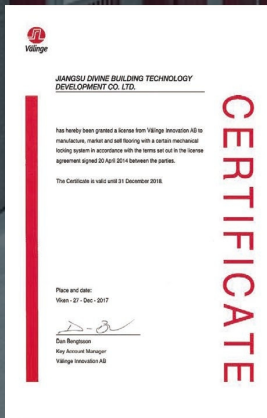 Välinge
JIANGSU DIVINE BUILDING TECHNOLOGY
DEVELOPMENT CO. LTD.
has hereby been granted a license from Välinge Innovation AB to
manufacture, market and sell flooring with a certain mechanical
locking system in accordance with the terms set out in the license
agreement signed 20 April 2014 between the parties.
The Certificate is valid until 31 December 2018.
Place and date:
Viken - 27 - Dec - 2017
Dan Bengtsson
Key Account Manager
Välinge Innovation AB
CERTIFICATE